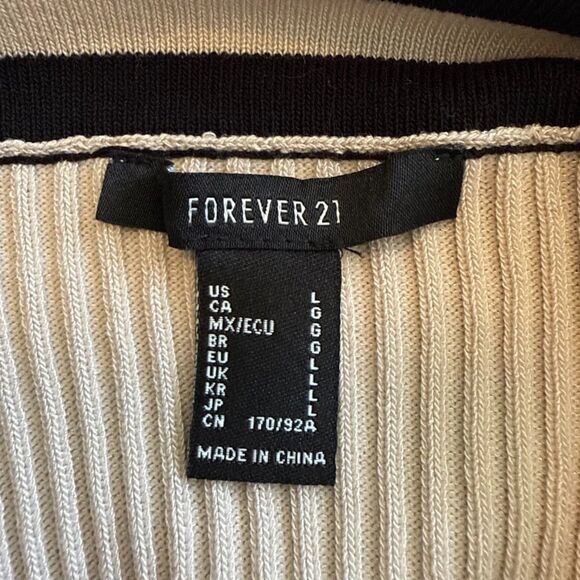 FOREVER 21
US L
CA G
MX/ECU G
BR G
EU L
UK L
KR L
JP L
CN 170/92A
MADE IN CHINA